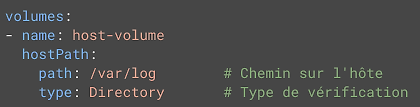 volumes:
- name: host-volume
  hostPath:
    path: /var/log        # Chemin sur l'hôte
    type: Directory       # Type de vérification